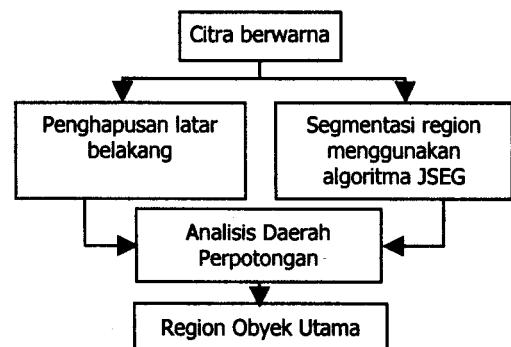 Citra berwarna
Penghapusan latar
belakang
Segmentasi region
menggunakan
algoritma JSEG
Analisis Daerah
Perpotongan
Region Obyek Utama